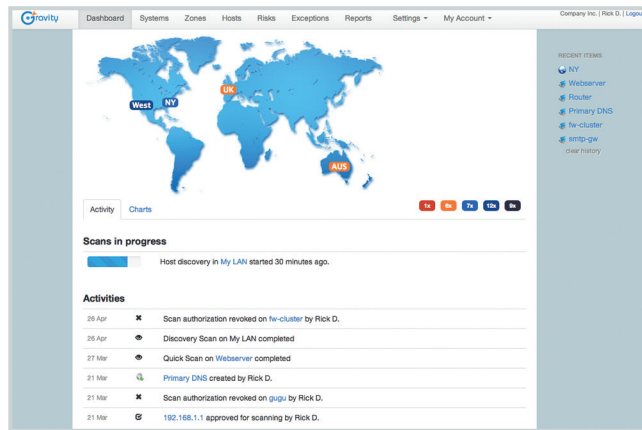 Gravity Dashboard Systems Zones Hosts Risks Exceptions Reports Settings My Account Company Inc. | Rick D. | Logout
RECENT ITEMS
NY
Webserver
Router
Primary DNS
fw-cluster
smtp-gw
clear history
UK
West NY
AUS
Activity Charts 1x 6x 7x 12x 9x
Scans in progress
Host discovery in My LAN started 30 minutes ago.
Activities
26 Apr Scan authorization revoked on fw-cluster by Rick D.
26 Apr Discovery Scan on My LAN completed
27 Mar Quick Scan on Webserver completed
21 Mar Primary DNS created by Rick D.
21 Mar Scan authorization revoked on gugu by Rick D.
21 Mar 192.168.1.1 approved for scanning by Rick D.